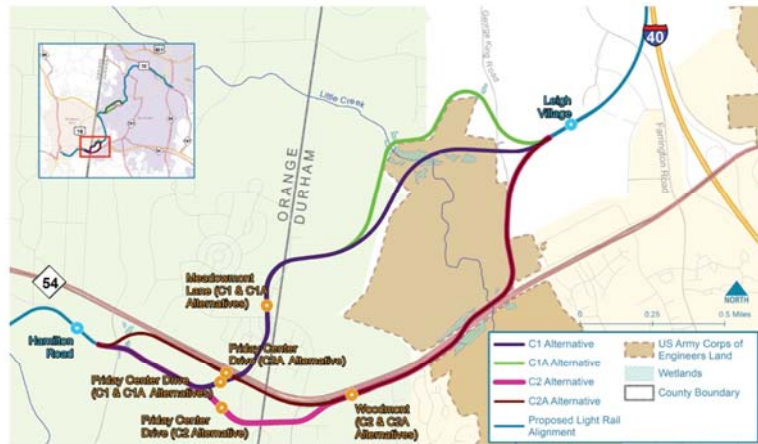 INTERSTATE
40
George King Road
Little Creek
Leigh
Village
Farrington Road
ORANGE
DURHAM
54
Meadowmont
Lane (C1 & C1A
Alternatives)
Hamilton
Road
Friday Center
Drive (C2A Alternative)
Friday Center Drive
(C1 & C1A Alternatives)
Friday Center
Drive (C2 Alternative)
Woodmont
(C2 & C2A
Alternatives)
NORTH
0 0.25 0.5 Miles
C1 Alternative
C1A Alternative
C2 Alternative
C2A Alternative
Proposed Light Rail
Alignment
US Army Corps of
Engineers Land
Wetlands
County Boundary